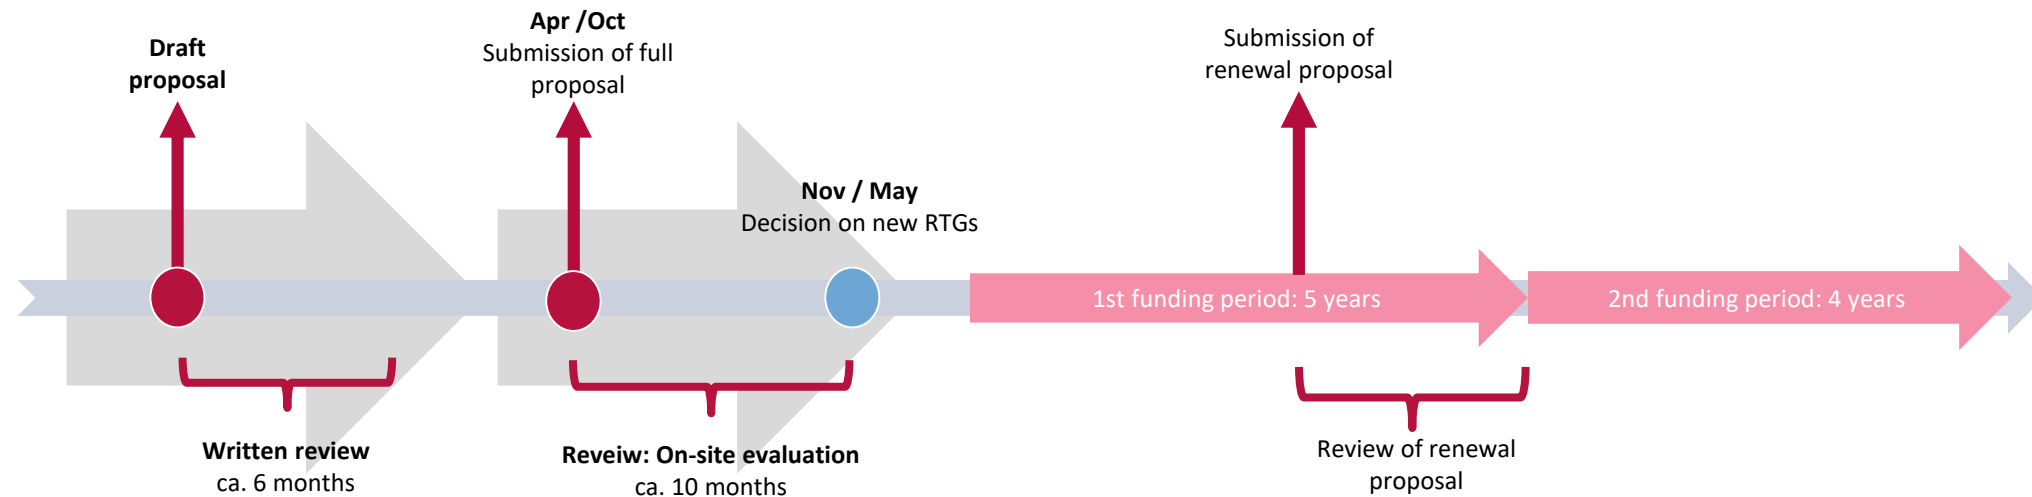 Draft
proposal
Apr /Oct
Submission of full
proposal
Nov / May
Decision on new RTGs
Submission of
renewal proposal
1st funding period: 5 years
2nd funding period: 4 years
Written review
ca. 6 months
Reveiw: On-site evaluation
ca. 10 months
Review of renewal
proposal